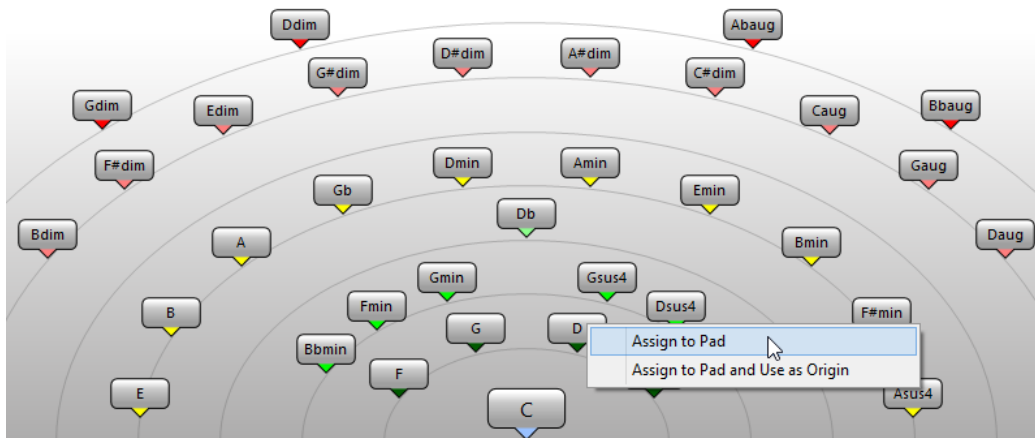 Ddim
Abaug
D#dim
A#dim
G#dim
C#dim
Gdim
Edim
Caug
Bbaug
F#dim
Gaug
Dmin
Amin
Gb
Emin
Db
Bdim
A
Bmin
Daug
Gmin
Gsus4
B
Fmin
Dsus4
F#min
G
D
Bbmin
F
E
C
Asus4
Assign to Pad
Assign to Pad and Use as Origin